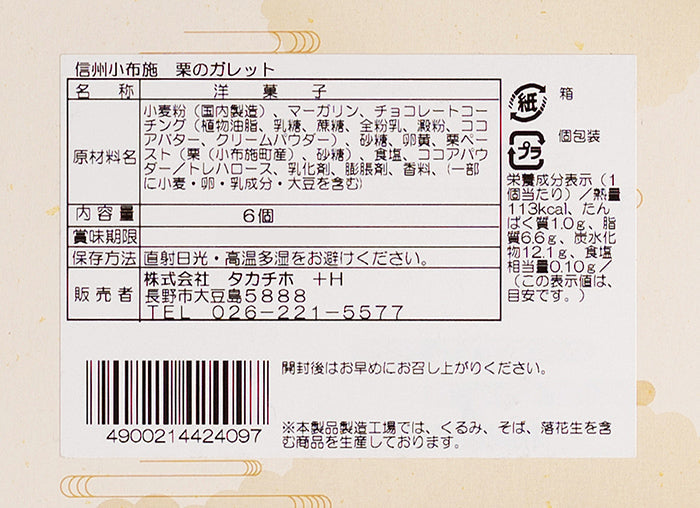 信州小布施　栗のガレット
名　称　洋　菓　子
原材料名
小麦粉（国内製造）、マーガリン、チョコレートコー
チング（植物油脂、乳糖、蔗糖、全粉乳、澱粉、ココ
アバター、クリームパウダー）、砂糖、卵黄、栗ペー
スト（栗（小布施町産）、砂糖）、食塩、ココアパウ
ダー/トレハロース、乳化剤、膨脹剤、香料、（一部
に小麦・卵・乳成分・大豆を含む）
内容量　6個
賞味期限
保存方法　直射日光・高温多湿をお避けください。
販売者
株式会社　タカチホ　＋H
長野市大豆島5888
TEL　026-221-5577
紙　箱
プラ　個包装
栄養成分表示（1
個当たり）／熱量
113kcal、たん
ぱく質1.0g、脂
質6.6g、炭水化
物12.1g、食塩
相当量0.10g／
（この表示値は、
目安です。）
開封後はお早めにお召し上がりください。
4900214424097
※本製品製造工場では、くるみ、そば、落花生を含
む商品を生産しております。